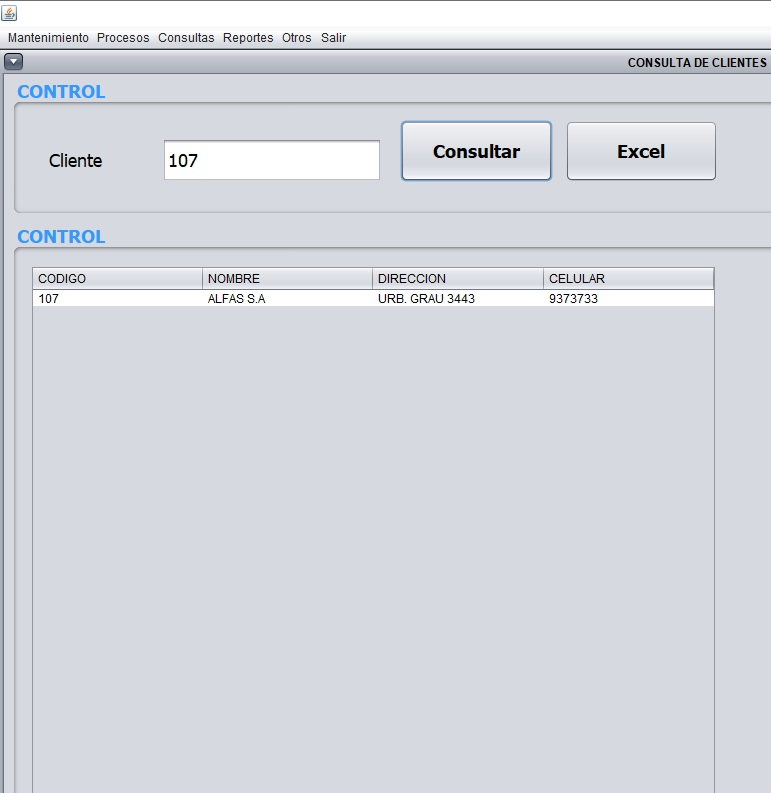 Mantenimiento Procesos Consultas Reportes Otros Salir
CONSULTA DE CLIENTES
CONTROL
Cliente 107 Consultar Excel
CONTROL
CODIGO NOMBRE DIRECCION CELULAR
107 ALFAS S.A URB. GRAU 3443 9373733